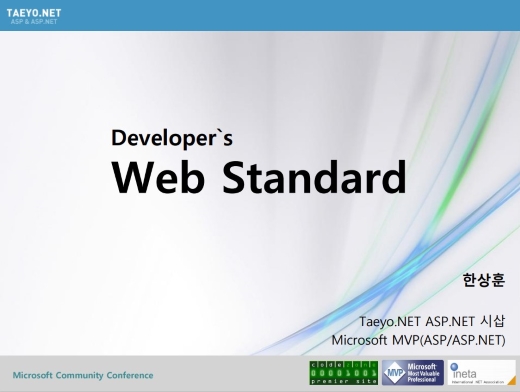 TAEYO.NET
ASP & ASP.NET
Developer`s
Web Standard
한상훈
Taeyo.NET ASP.NET 시삽
Microsoft MVP(ASP/ASP.NET)
Microsoft Community Conference
premier site
MVP
Microsoft
Most Valuable
Professional
ineta
International .NET Association